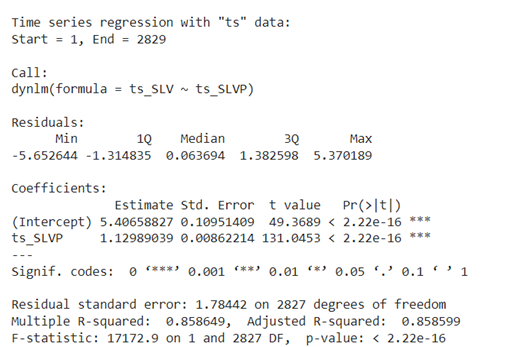 Time series regression with "ts" data:
Start = 1, End = 2829
Call:
dynlm(formula = ts_SLV ~ ts_SLVP)
Residuals:
Min 1Q Median 3Q Max
-5.652644 -1.314835 0.063694 1.382598 5.370189
Coefficients:
Estimate Std. Error t value Pr(>|t|)
(Intercept) 5.40658827 0.10951409 49.3689 < 2.22e-16 ***
ts_SLVP 1.12989039 0.00862214 131.0453 < 2.22e-16 ***
---
Signif. codes: 0 ‘***’ 0.001 ‘**’ 0.01 ‘*’ 0.05 ‘.’ 0.1 ‘ ’ 1
Residual standard error: 1.78442 on 2827 degrees of freedom
Multiple R-squared: 0.858649, Adjusted R-squared: 0.858599
F-statistic: 17172.9 on 1 and 2827 DF, p-value: < 2.22e-16